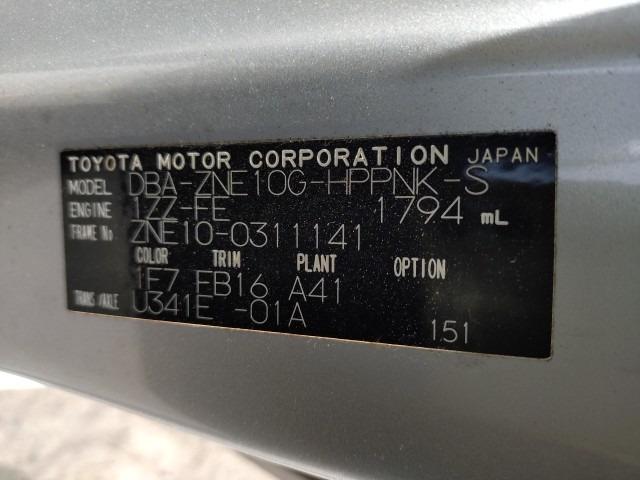 TOYOTA MOTOR CORPORATION JAPAN
MODEL DBA-ZNE10G-HPPNK-S
ENGINE 1ZZ-FE 1794 mL
FRAME No ZNE10-0311141
COLOR TRIM PLANT OPTION
1F7 FB16 A41
TRANS/AXLE U341E -01A
151